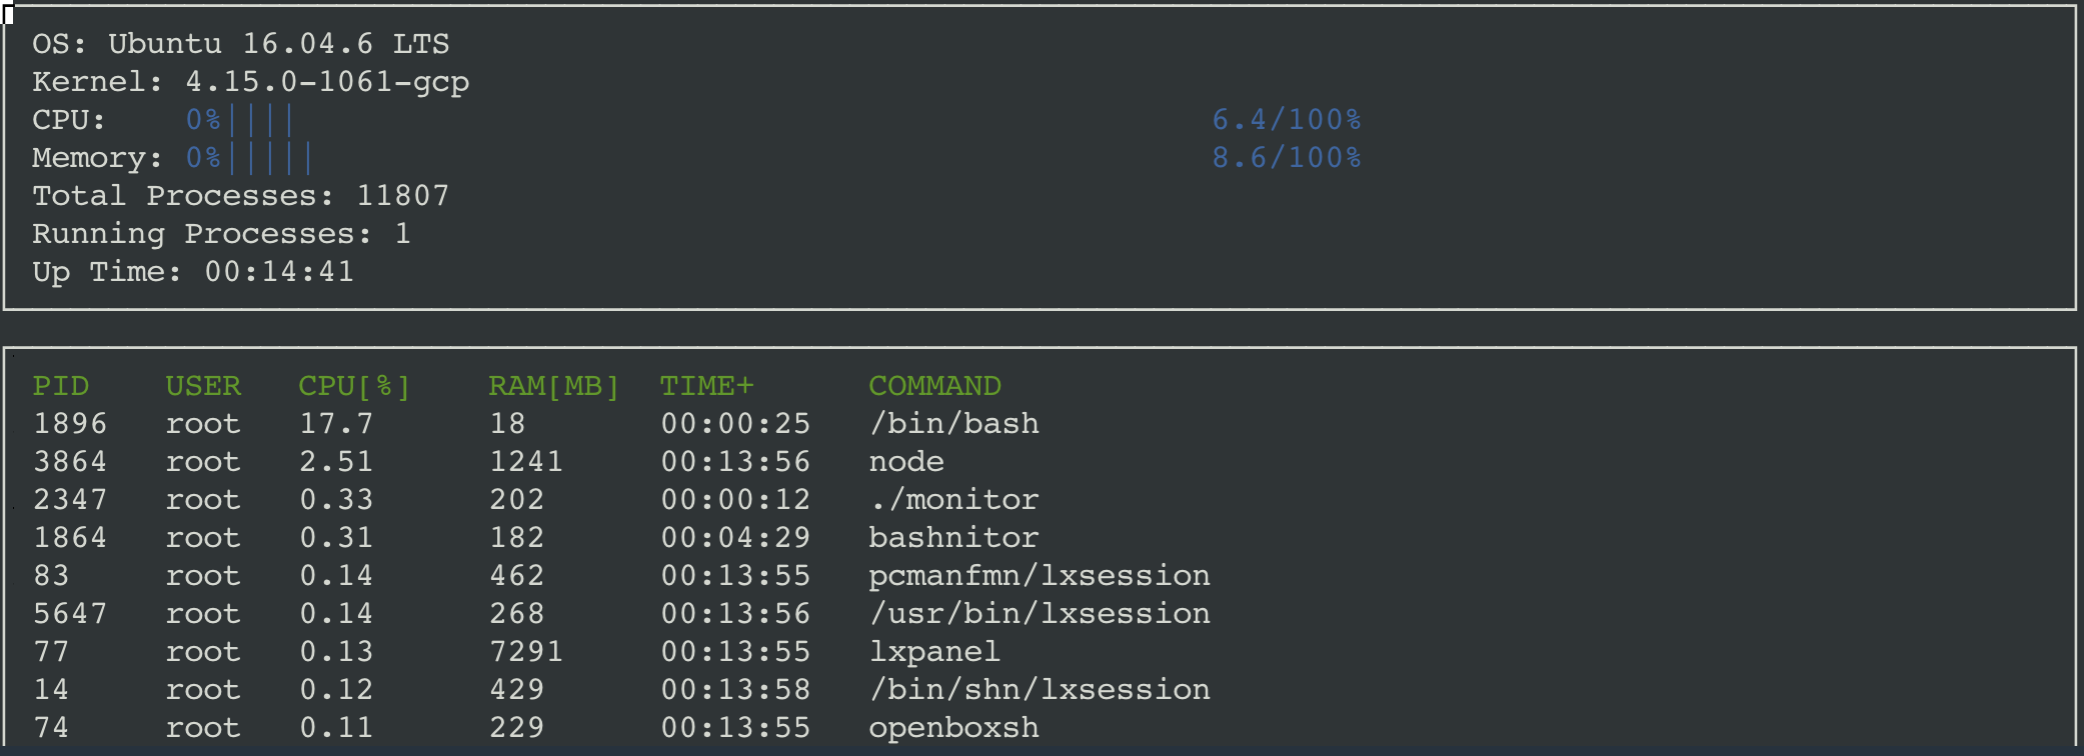 OS: Ubuntu 16.04.6 LTS
Kernel: 4.15.0-1061-gcp
CPU: 0%|||| 6.4/100%
Memory: 0%||||| 8.6/100%
Total Processes: 11807
Running Processes: 1
Up Time: 00:14:41
PID USER CPU[%] RAM[MB] TIME+ COMMAND
1896 root 17.7 18 00:00:25 /bin/bash
3864 root 2.51 1241 00:13:56 node
2347 root 0.33 202 00:00:12 ./monitor
1864 root 0.31 182 00:04:29 bashnitor
83 root 0.14 462 00:13:55 pcmanfmn/lxsession
5647 root 0.14 268 00:13:56 /usr/bin/lxsession
77 root 0.13 7291 00:13:55 lxpanel
14 root 0.12 429 00:13:58 /bin/shn/lxsession
74 root 0.11 229 00:13:55 openboxsh